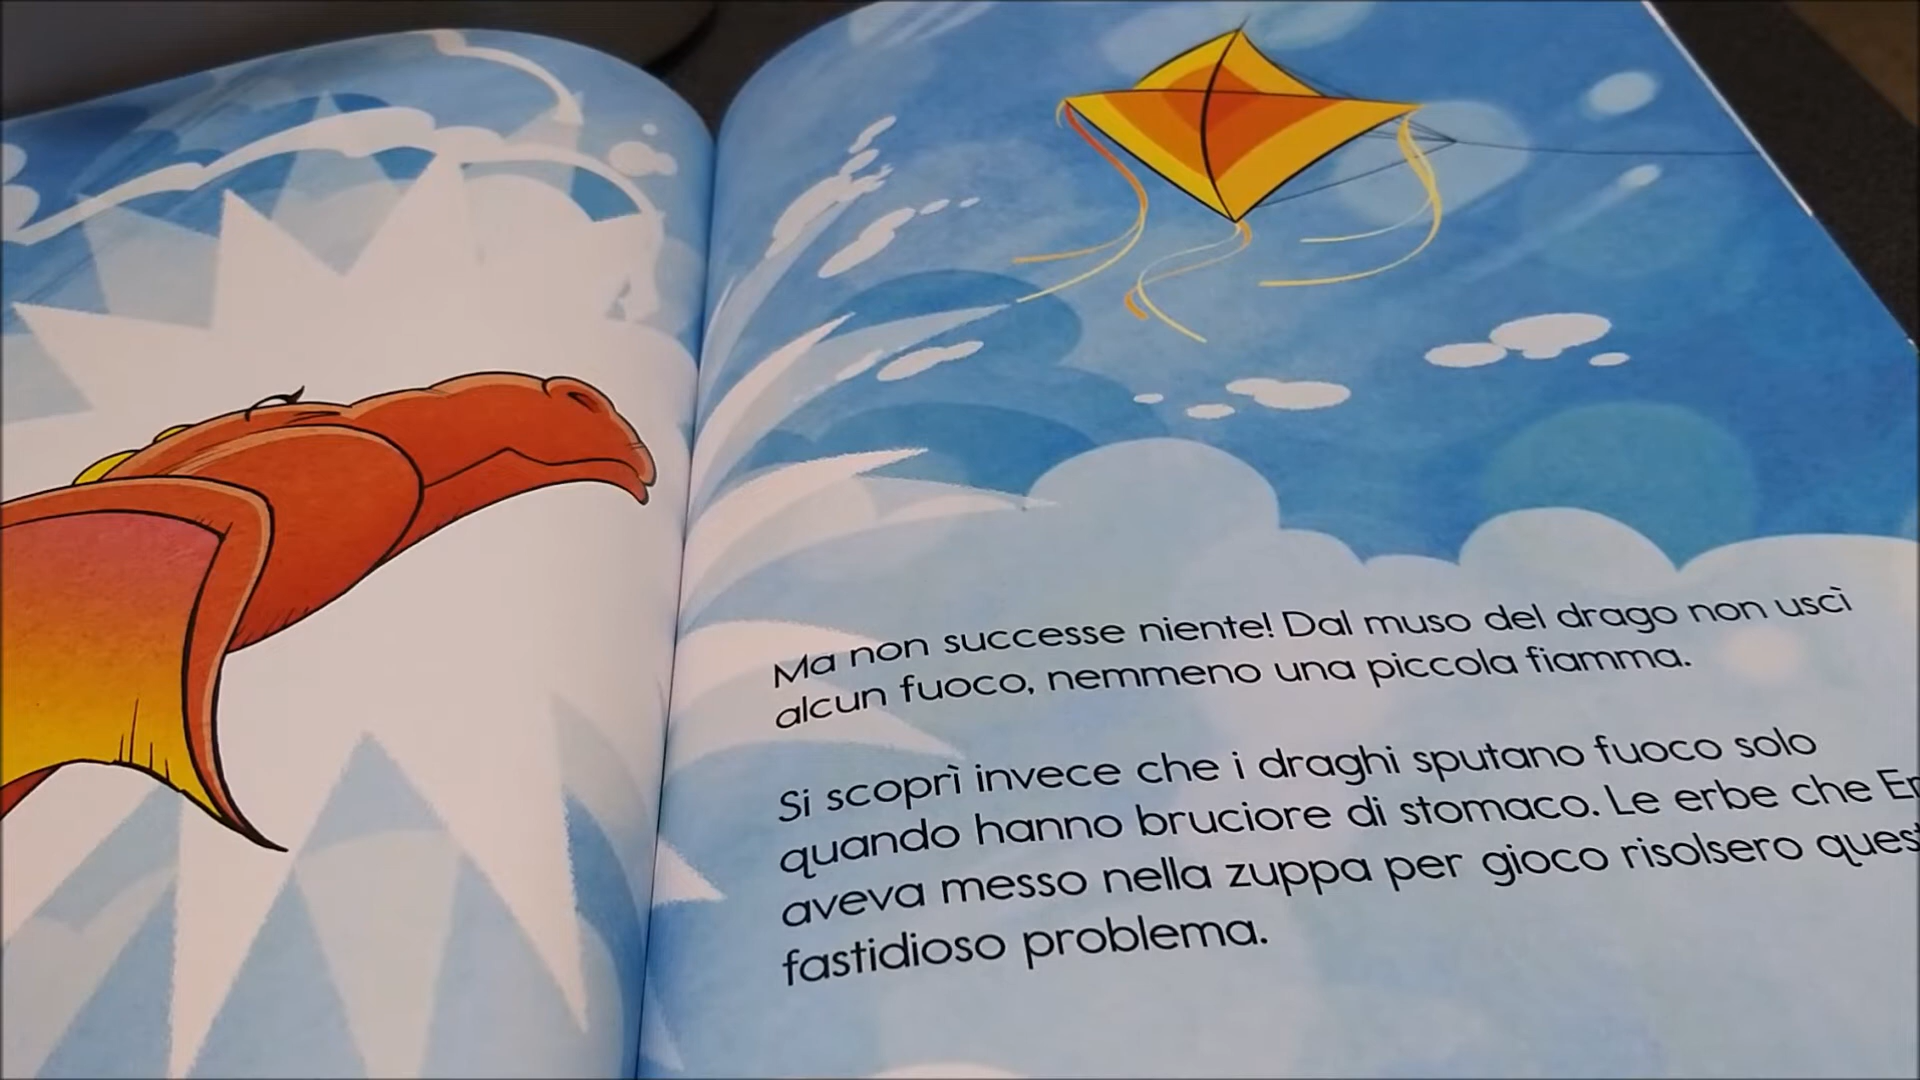 Ma non successe niente! Dal muso del drago non uscì
alcun fuoco, nemmeno una piccola fiamma.
Si scoprì invece che i draghi sputano fuoco solo
quando hanno bruciore di stomaco. Le erbe che
aveva messo nella zuppa per gioco risolsero
fastidioso problema.